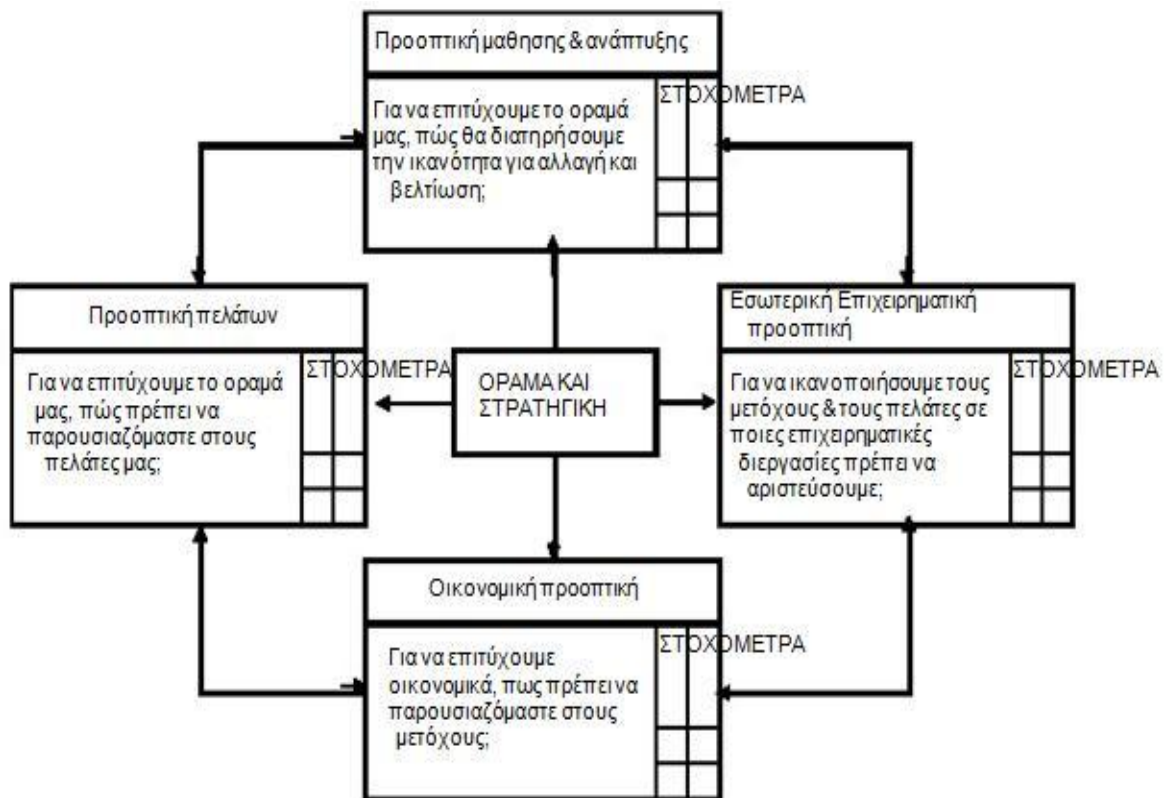 Προοπτική μαθησης & ανάπτυξης
ΣΤΟΧΟΜΕΤΡΑ
Για να επιτύχουμε το οραμά
μας, πώς θα διατηρήσουμε
την ικανότητα για αλλαγή και
βελτίωση;
Προοπτική πελάτων
ΣΤΟΧΟΜΕΤΡΑ
Για να επιτύχουμε το οραμά
μας, πώς πρέπει να
παρουσιαζόμαστε στους
πελάτες μας;
ΟΡΑΜΑ ΚΑΙ
ΣΤΡΑΤΗΓΙΚΗ
Εσωτερική Επιχειρηματική
προοπτική
ΣΤΟΧΟΜΕΤΡΑ
Για να ικανοποιήσουμε τους
μετόχους & τους πελάτες σε
ποιες επιχειρηματικές
διεργασίες πρέπει να
αριστεύσουμε;
Οικονομική προοπτική
ΣΤΟΧΟΜΕΤΡΑ
Για να επιτύχουμε
οικονομικά, πως πρέπει να
παρουσιαζόμαστε στους
μετόχους;